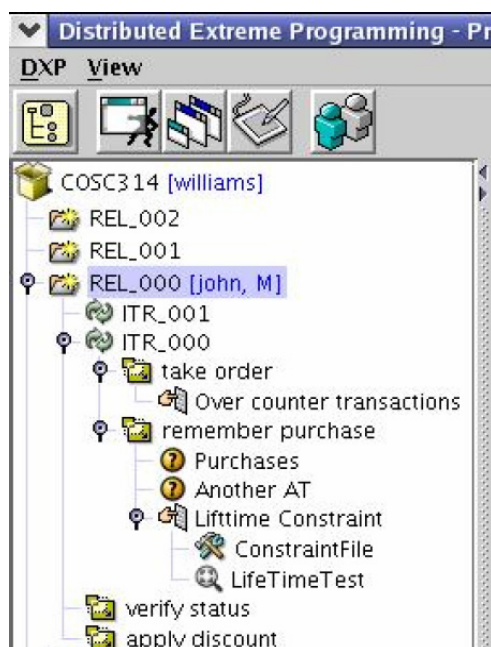 Distributed Extreme Programming - Pr
DXP View
COSC314 [williams]
REL_002
REL_001
REL_000 [john, M]
ITR_001
ITR_000
take order
Over counter transactions
remember purchase
Purchases
Another AT
Lifttime Constraint
ConstraintFile
LifeTimeTest
verify status
apply discount